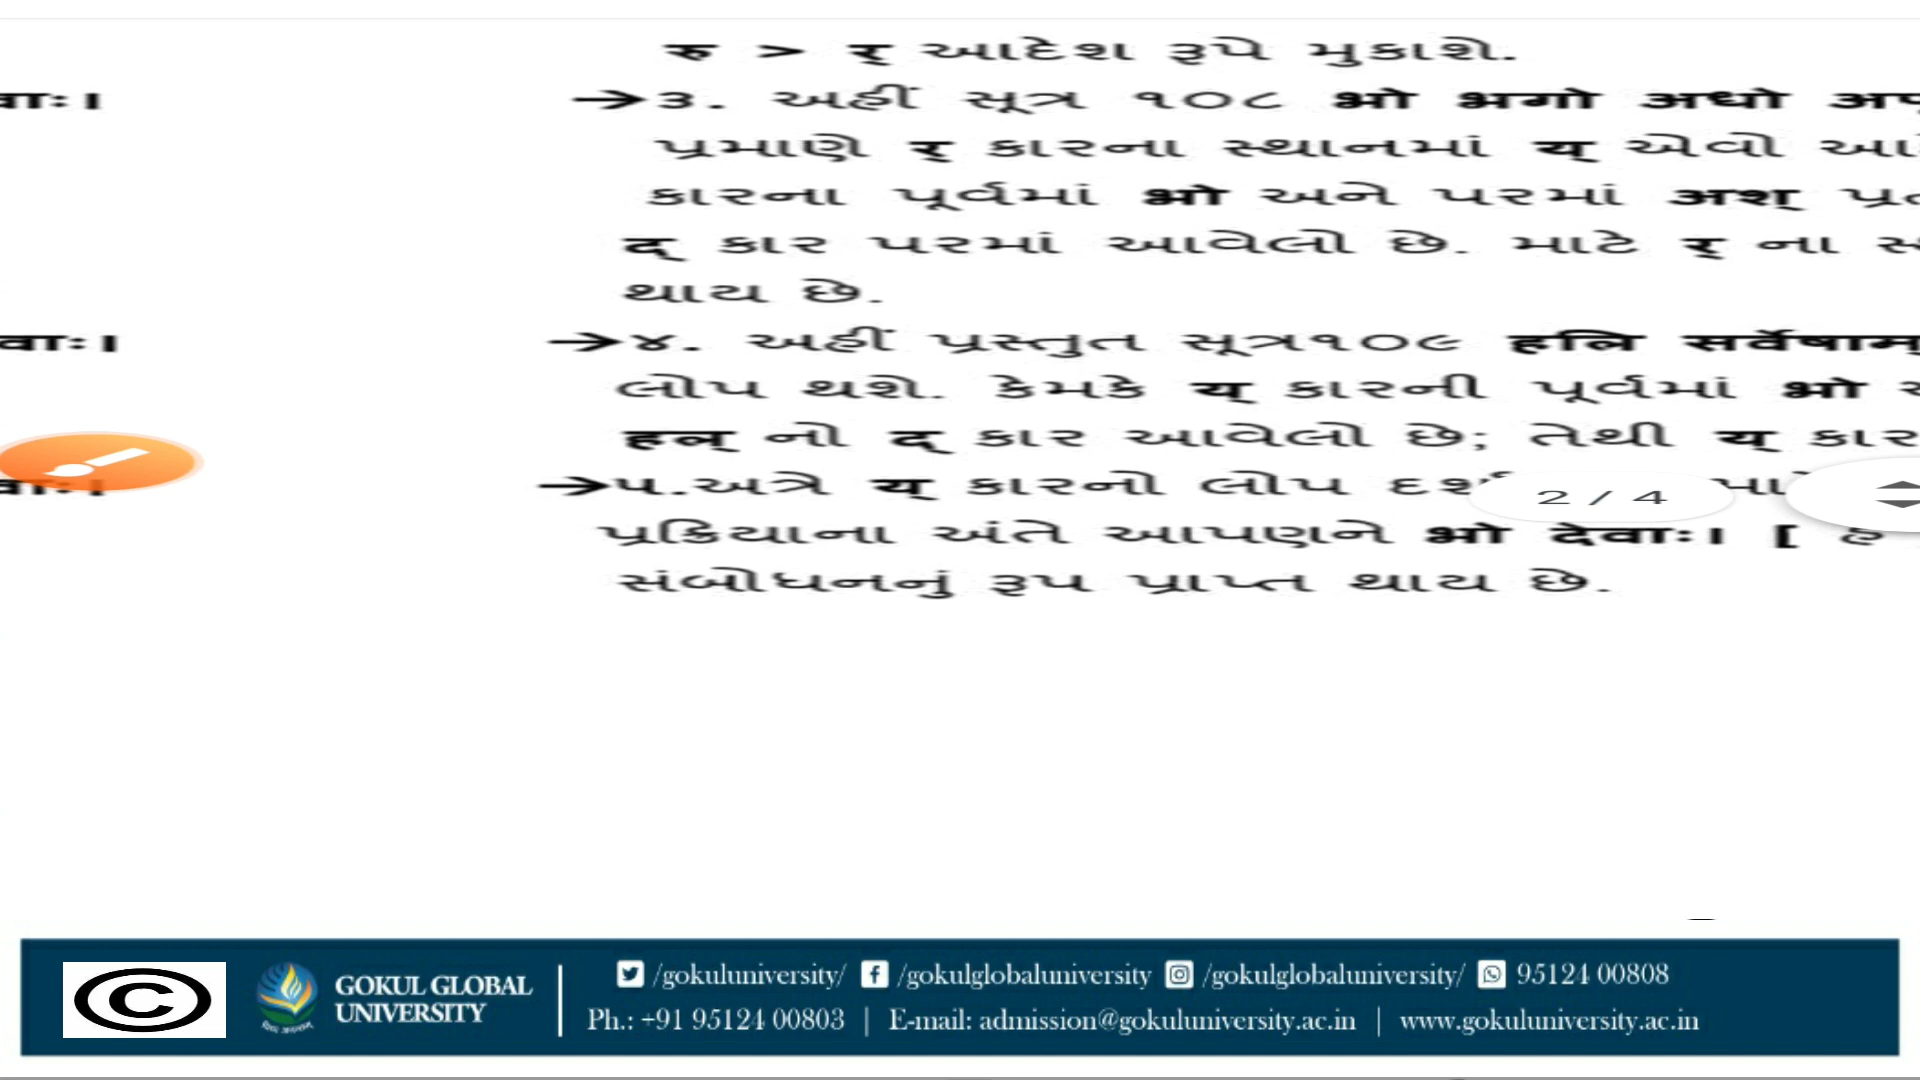 रु > र् આદેશ રૂપે મુકાશે.
वाः। →૩. અહીં સૂત્ર ૧૦૮ भो भगो अधो
પ્રમાણે र् કારના સ્થાનમાં य् એવો
કારના પૂર્વમાં भो અને પરમાં अश्
द् કાર પરમાં આવેલો છે. માટે र् ના
થાય છે.
वाः। →૪. અહીં પ્રસ્તુત સૂત્ર૧૦૯ हलि सर्वेषाम्
લોપ થશે. કેમકે य् કારની પૂર્વમાં भो
हल् નો द् કાર આવેલો છે; તેથી य् કાર
→૫.અત્રે य् કારનો લોપ
2 / 4
પ્રક્રિયાના અંતે આપણને भो देवाः। [ હે
સંબોધનનું રૂપ પ્રાપ્ત થાય છે.
©
GOKUL GLOBAL
UNIVERSITY
/gokuluniversity/ /gokulglobaluniversity /gokulglobaluniversity/ 95124 00808
Ph.: +91 95124 00803 | E-mail: admission@gokuluniversity.ac.in | www.gokuluniversity.ac.in